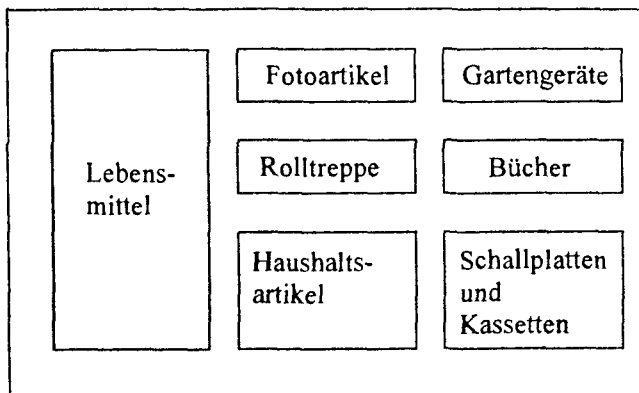 Fotoartikel
Gartengeräte
Lebens-
mittel
Rolltreppe
Bücher
Haushalts-
artikel
Schallplatten
und
Kassetten